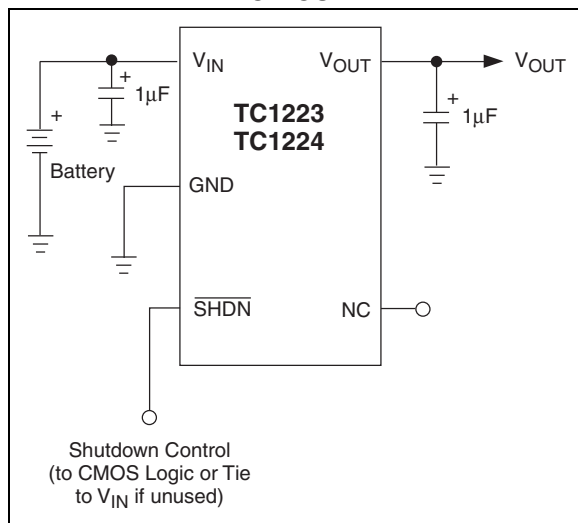 V_IN
V_OUT
V_OUT
+
1µF
+
1µF
TC1223
TC1224
+
Battery
GND
SHDN
NC
Shutdown Control
(to CMOS Logic or Tie
to V_IN if unused)